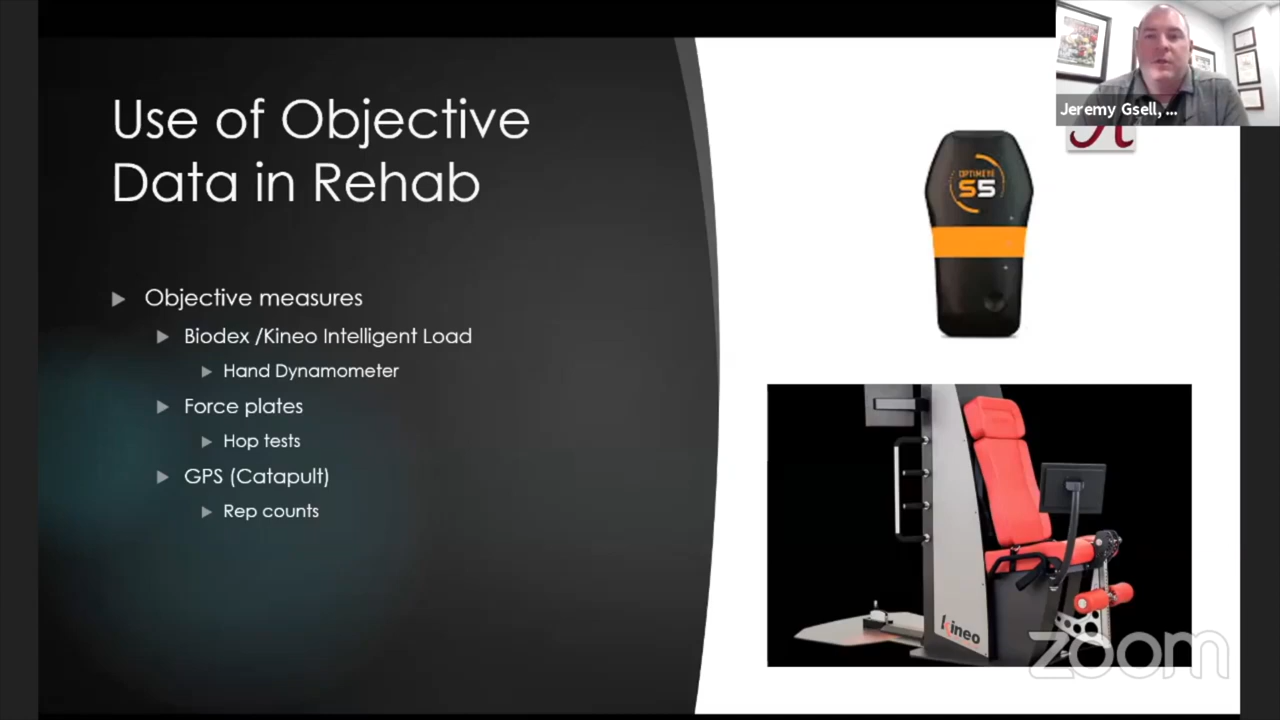 Use of Objective
Data in Rehab
Objective measures
Biodex /Kineo Intelligent Load
Hand Dynamometer
Force plates
Hop tests
GPS (Catapult)
Rep counts
Jeremy Gsell, ...
OPTIMEYE
S5
kineo
zoom